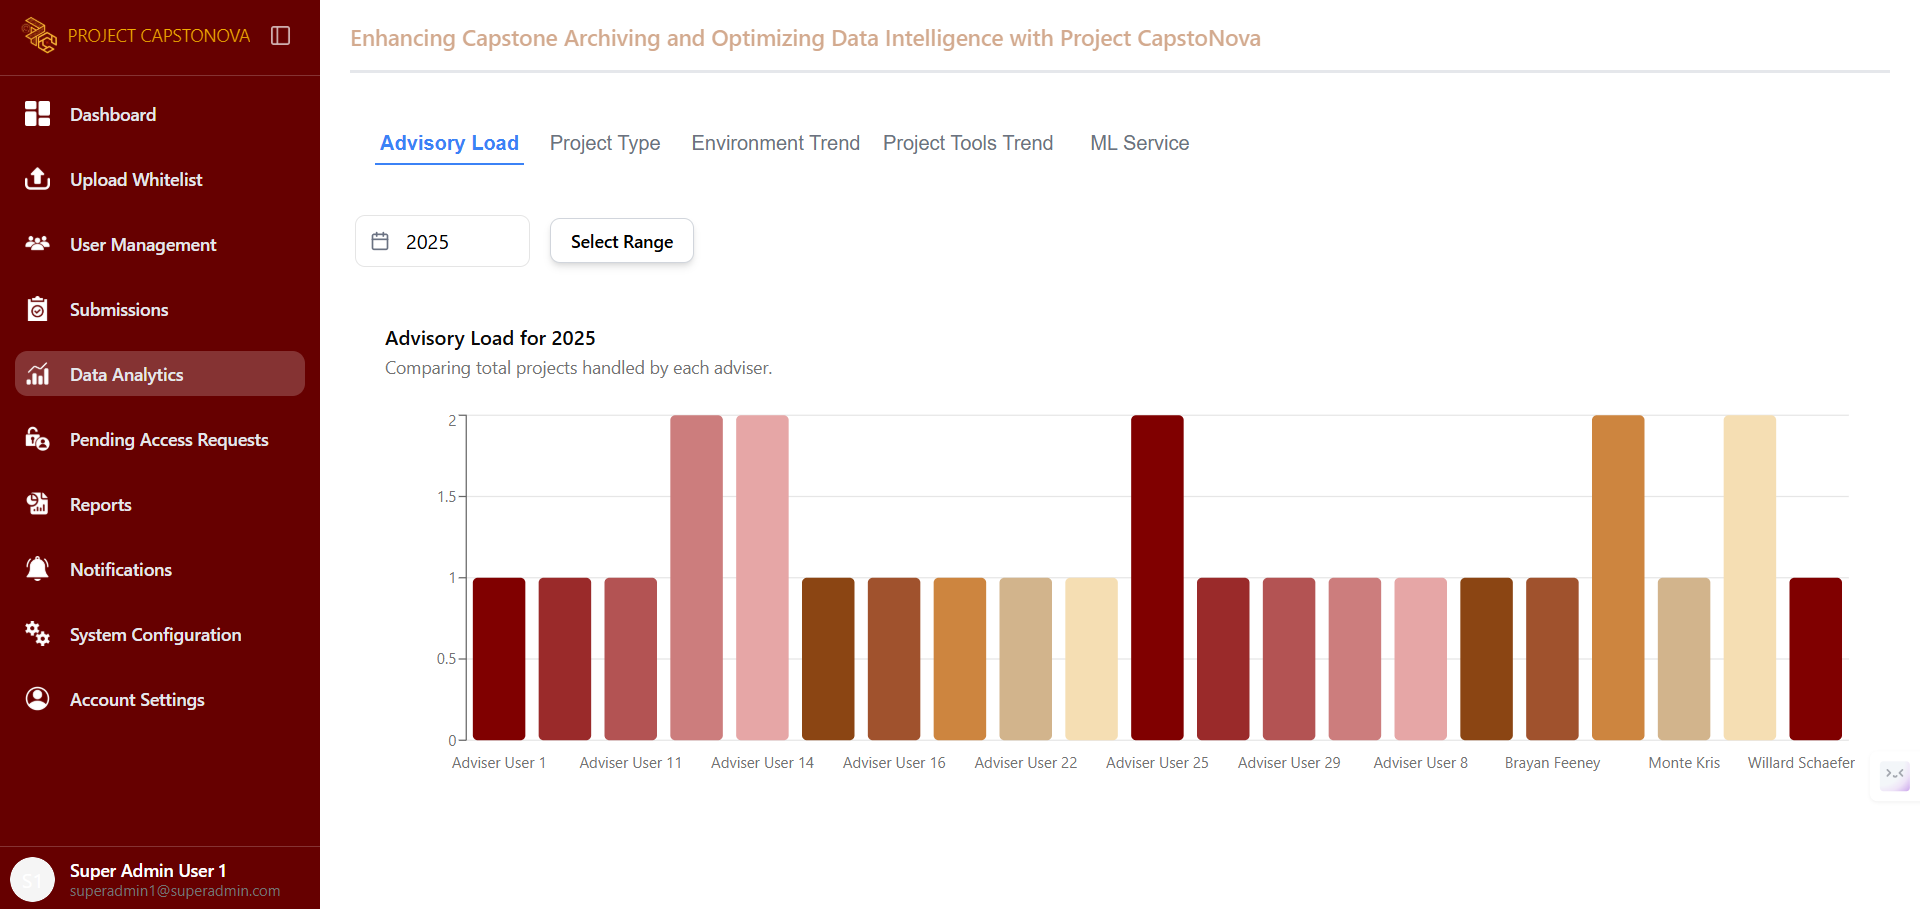 PROJECT CAPSTONOVA
Dashboard
Upload Whitelist
User Management
Submissions
Data Analytics
Pending Access Requests
Reports
Notifications
System Configuration
Account Settings
S1
Super Admin User 1
superadmin1@superadmin.com
Enhancing Capstone Archiving and Optimizing Data Intelligence with Project CapstoNova
Advisory Load Project Type Environment Trend Project Tools Trend ML Service
2025 Select Range
Advisory Load for 2025
Comparing total projects handled by each adviser.
2
1.5
1
0.5
0
Adviser User 1 Adviser User 11 Adviser User 14 Adviser User 16 Adviser User 22 Adviser User 25 Adviser User 29 Adviser User 8 Brayan Feeney Monte Kris Willard Schaefer